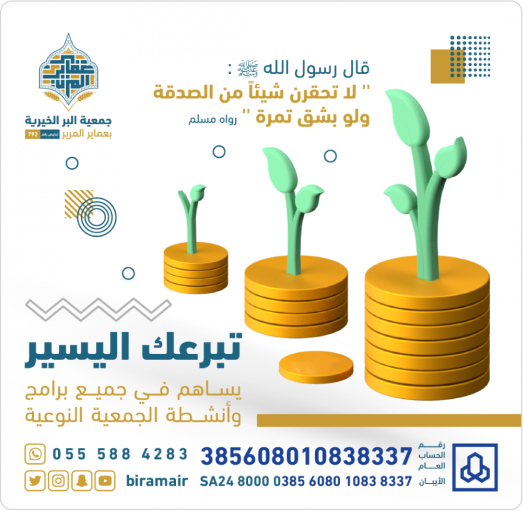 جمعية البر الخيرية
بعماير المرير
792
قال رسول الله ﷺ :
" لا تحقرن شيئاً من الصدقة
ولو بشق تمرة " رواه مسلم
تبرعك اليسير
يساهم في جميع برامج
وأنشطة الجمعية النوعية
055 588 4283
biramair
385608010838337
رقم
الحساب
العام
SA24 8000 0385 6080 1083 8337
الأيبان